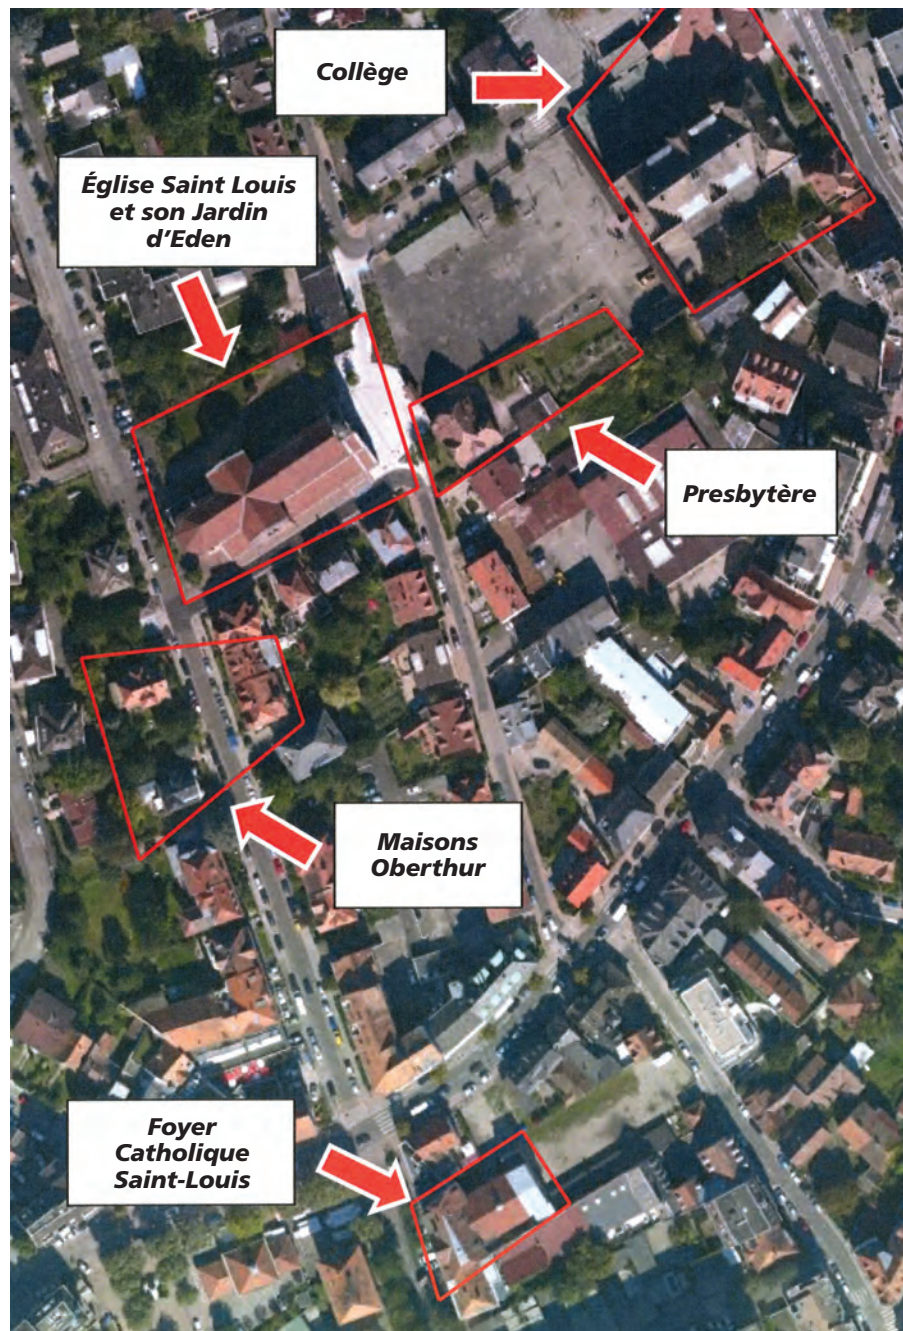 Collège
Église Saint Louis
et son Jardin
d'Eden
Presbytère
Maisons
Oberthur
Foyer
Catholique
Saint-Louis